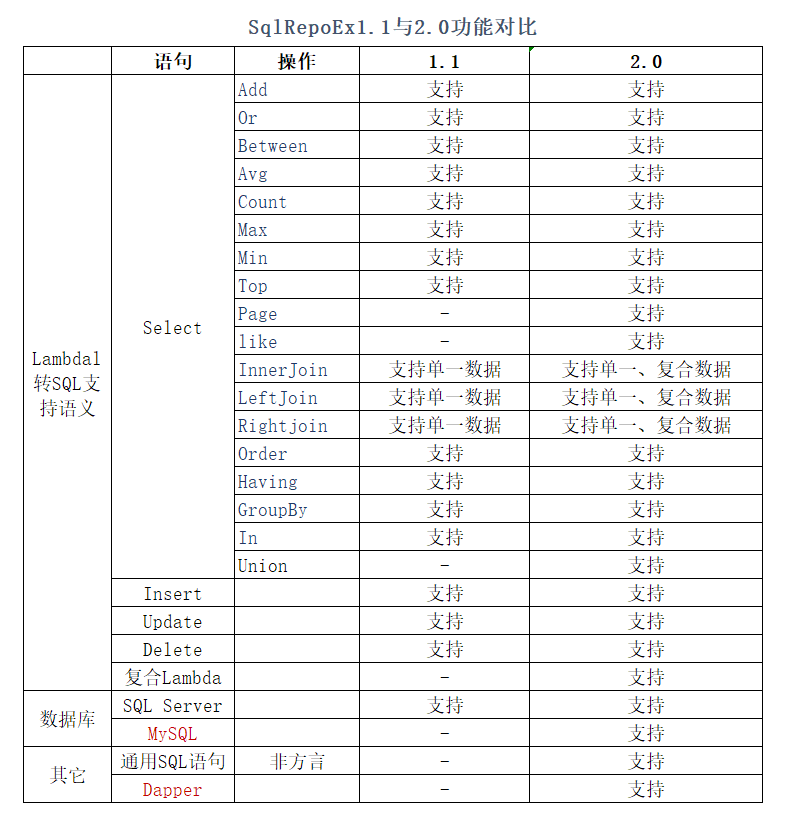 SqlRepoEx1.1与2.0功能对比
语句 操作 1.1 2.0
Lambdal
转SQL支
持语义
Select
Add 支持 支持
Or 支持 支持
Between 支持 支持
Avg 支持 支持
Count 支持 支持
Max 支持 支持
Min 支持 支持
Top 支持 支持
Page - 支持
like - 支持
InnerJoin 支持单一数据 支持单一、复合数据
LeftJoin 支持单一数据 支持单一、复合数据
Rightjoin 支持单一数据 支持单一、复合数据
Order 支持 支持
Having 支持 支持
GroupBy 支持 支持
In 支持 支持
Union - 支持
Insert 支持 支持
Update 支持 支持
Delete 支持 支持
复合Lambda - 支持
数据库
SQL Server 支持 支持
MySQL - 支持
其它
通用SQL语句 非方言 - 支持
Dapper - 支持